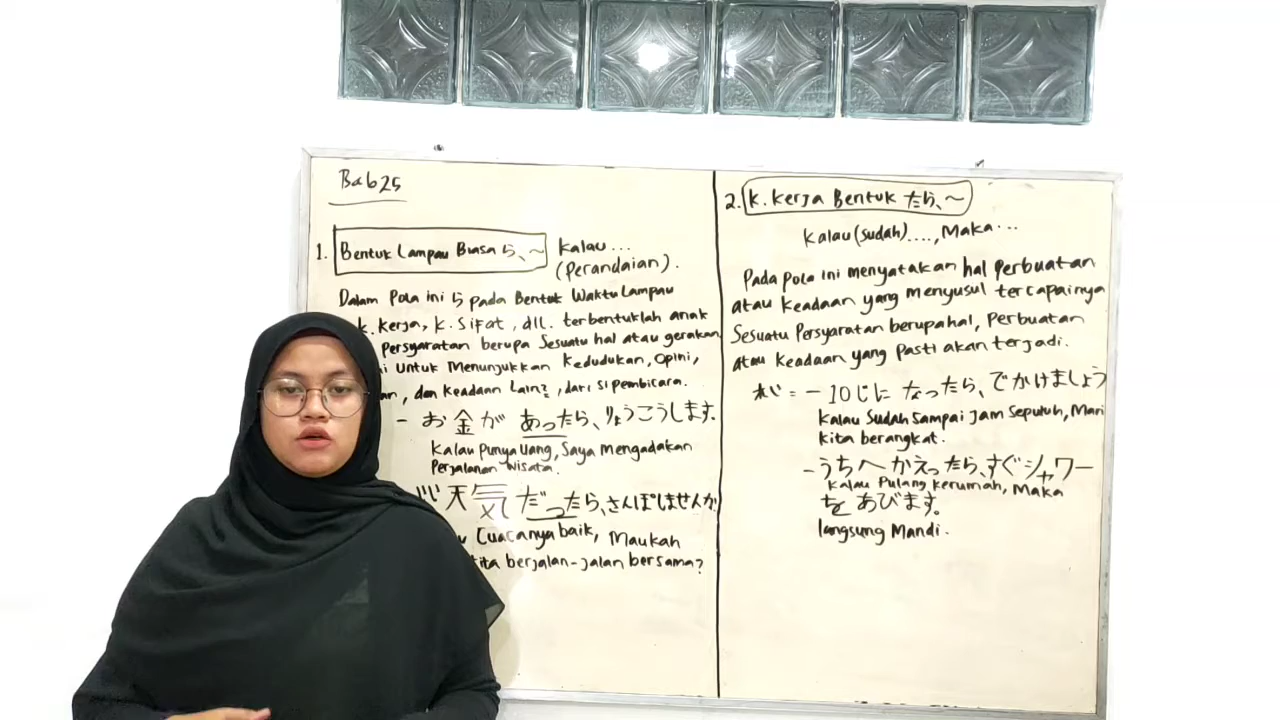 Bab 25
1. Bentuk Lampau Biasa ら、~ Kalau ...
(Perandaian).
Dalam Pola ini ら pada Bentuk Waktu Lampau
k. kerja, k. Sifat, dll. terbentuklah anak
Persyaratan berupa Sesuatu hal atau gerakan
untuk Menunjukkan Kedudukan, Opini,
, dan Keadaan Lain2, dari si pembicara.
- お金が あったら、りょうこうします。
Kalau Punya Uang, Saya Mengadakan
Perjalanan Wisata.
天気 だったら、さんぽしませんか
Cuacanya baik, Maukah
kita berjalan-jalan bersama?
2. K. Kerja Bentuk たら、~
Kalau (Sudah) ...., Maka ...
Pada Pola ini menyatakan hal Perbuatan
atau Keadaan yang Menyusul tercapainya
Sesuatu Persyaratan berupa hal, Perbuatan
atau Keadaan yang Pasti akan terjadi.
= - 10じに なったら、でかけましょう
Kalau Sudah Sampai Jam Sepuluh, Mari
kita berangkat.
- うちへ かえったら、すぐシャワー
Kalau Pulang Kerumah, Maka
を あびます。
langsung Mandi.